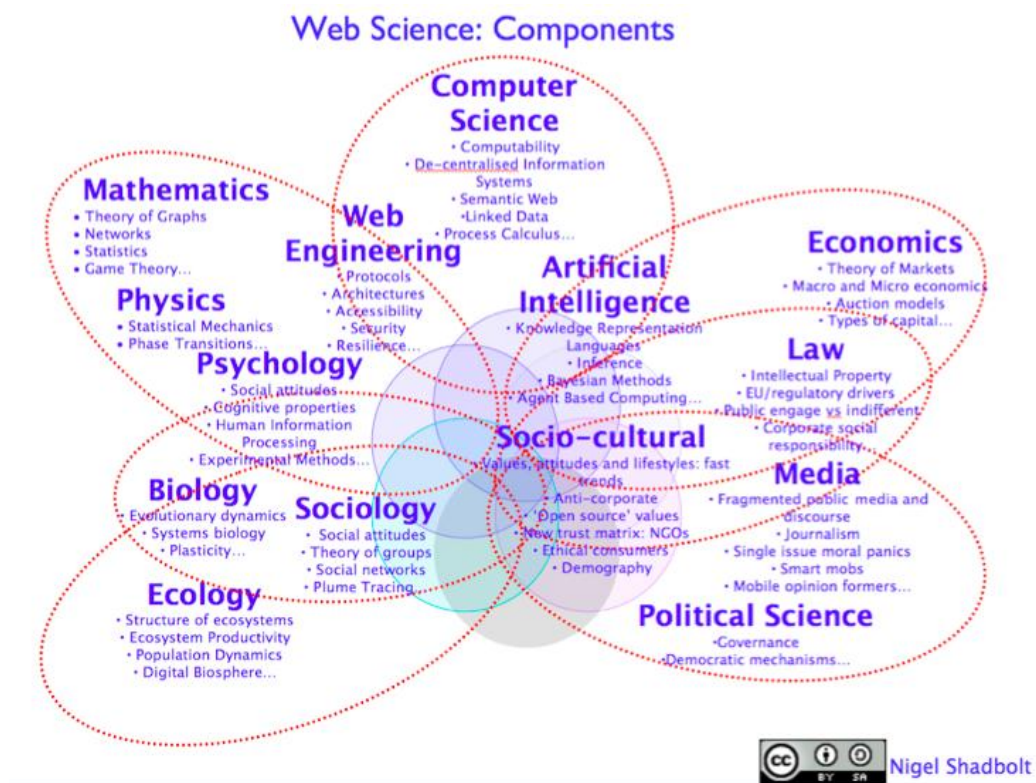 Web Science: Components
Computer
Science
• Computability
• De-centralised Information
Systems
• Semantic Web
•Linked Data
• Process Calculus...
Mathematics
• Theory of Graphs
• Networks
• Statistics
• Game Theory...
Physics
• Statistical Mechanics
• Phase Transitions...
Web
Engineering
• Protocols
• Architectures
• Accessibility
• Security
• Resilience...
Artificial
Intelligence
• Knowledge Representation
Languages
• Inference
• Bayesian Methods
• Agent Based Computing...
Economics
• Theory of Markets
• Macro and Micro economics
• Auction models
• Types of capital...
Law
• Intellectual Property
• EU/regulatory drivers
• Public engage vs indifferent
• Corporate social
responsibility...
Psychology
• Social attitudes
• Cognitive properties
• Human Information
Processing
• Experimental Methods...
Socio-cultural
• Values, attitudes and lifestyles: fast
trends
• Anti-corporate
• 'Open source' values
• New trust matrix: NGOs
• Ethical consumers
• Demography
Media
• Fragmented public media and
discourse
• Journalism
• Single issue moral panics
• Smart mobs
• Mobile opinion formers...
Biology
• Evolutionary dynamics
• Systems biology
• Plasticity...
Sociology
• Social attitudes
• Theory of groups
• Social networks
• Plume Tracing...
Ecology
• Structure of ecosystems
• Ecosystem Productivity
• Population Dynamics
• Digital Biosphere...
Political Science
•Governance
•Democratic mechanisms...
cc BY SA
Nigel Shadbolt